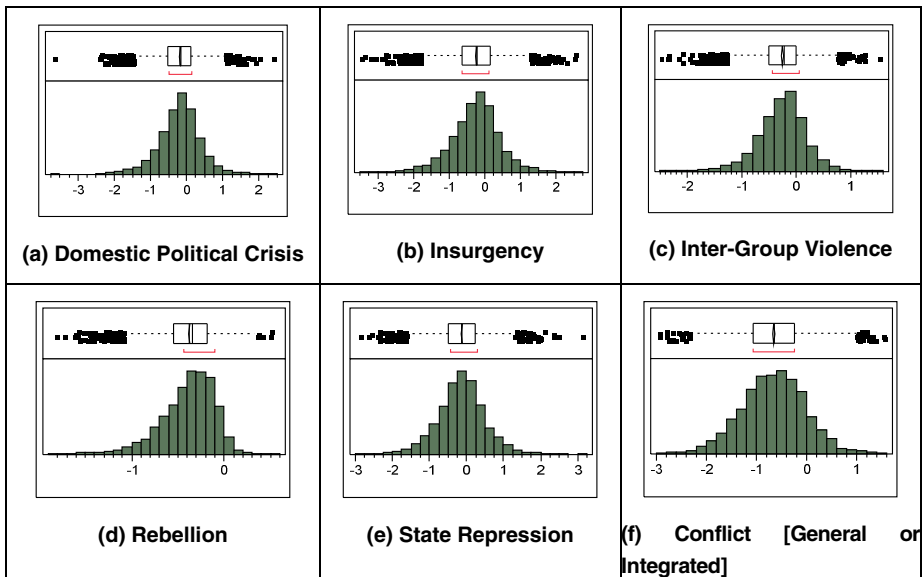 -3 -2 -1 0 1 2
(a) Domestic Political Crisis
-3 -2 -1 0 1 2
(b) Insurgency
-2 -1 0 1
(c) Inter-Group Violence
-1 0
(d) Rebellion
-3 -2 -1 0 1 2 3
(e) State Repression
-3 -2 -1 0 1
(f) Conflict [General or
Integrated]